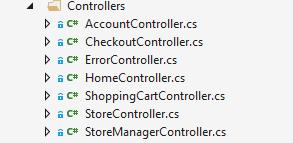 Controllers
C# AccountController.cs
C# CheckoutController.cs
C# ErrorController.cs
C# HomeController.cs
C# ShoppingCartController.cs
C# StoreController.cs
C# StoreManagerController.cs